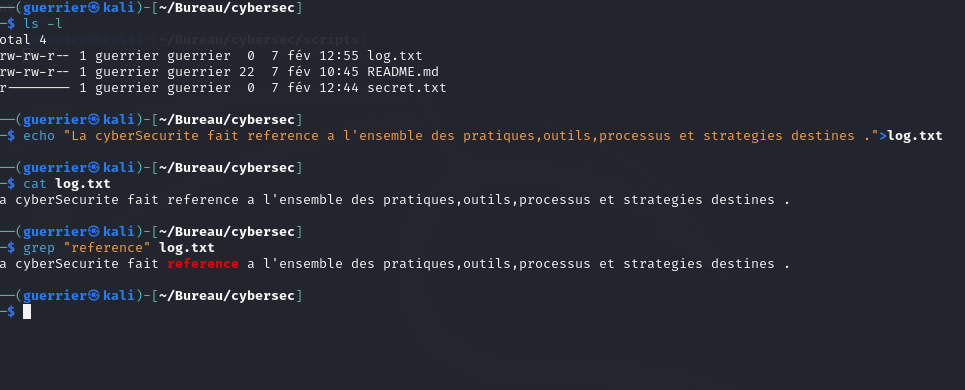 ──(guerrier㉿kali)-[~/Bureau/cybersec]
─$ ls -l
otal 4
rw-rw-r-- 1 guerrier guerrier  0  7 fév 12:55 log.txt
rw-rw-r-- 1 guerrier guerrier 22  7 fév 10:45 README.md
r-------- 1 guerrier guerrier  0  7 fév 12:44 secret.txt
──(guerrier㉿kali)-[~/Bureau/cybersec]
─$ echo "La cyberSecurite fait reference a l'ensemble des pratiques,outils,processus et strategies destines .">log.txt
──(guerrier㉿kali)-[~/Bureau/cybersec]
─$ cat log.txt
a cyberSecurite fait reference a l'ensemble des pratiques,outils,processus et strategies destines .
──(guerrier㉿kali)-[~/Bureau/cybersec]
─$ grep "reference" log.txt
a cyberSecurite fait reference a l'ensemble des pratiques,outils,processus et strategies destines .
──(guerrier㉿kali)-[~/Bureau/cybersec]
─$